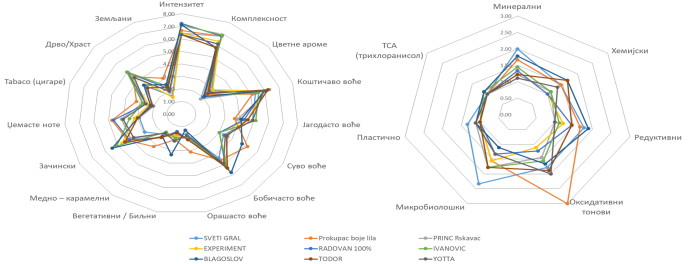 Интензитет
Комплексност
Цветне ароме
Коштичаво воће
Јагодасто воће
Суво воће
Бобичасто воће
Орашасто воће
Вегетативни / Биљни
Медно – карамелни
Зачински
Џемасте ноте
Tabaco (цигаре)
Дрво/Храст
Земљани
8.00
7.00
6.00
5.00
4.00
3.00
2.00
1.00
0.00
Минерални
Хемијски
Редуктивни
Оксидативни
тонови
Микробиолошки
Пластично
ТСА
(трихлоранисол)
3.00
2.50
2.00
1.50
1.00
0.50
0.00
SVETI GRAL
Prokupac boje lila
PRINC Rskavac
EXPERIMENT
RADOVAN 100%
IVANOVIC
BLAGOSLOV
TODOR
YOTTA